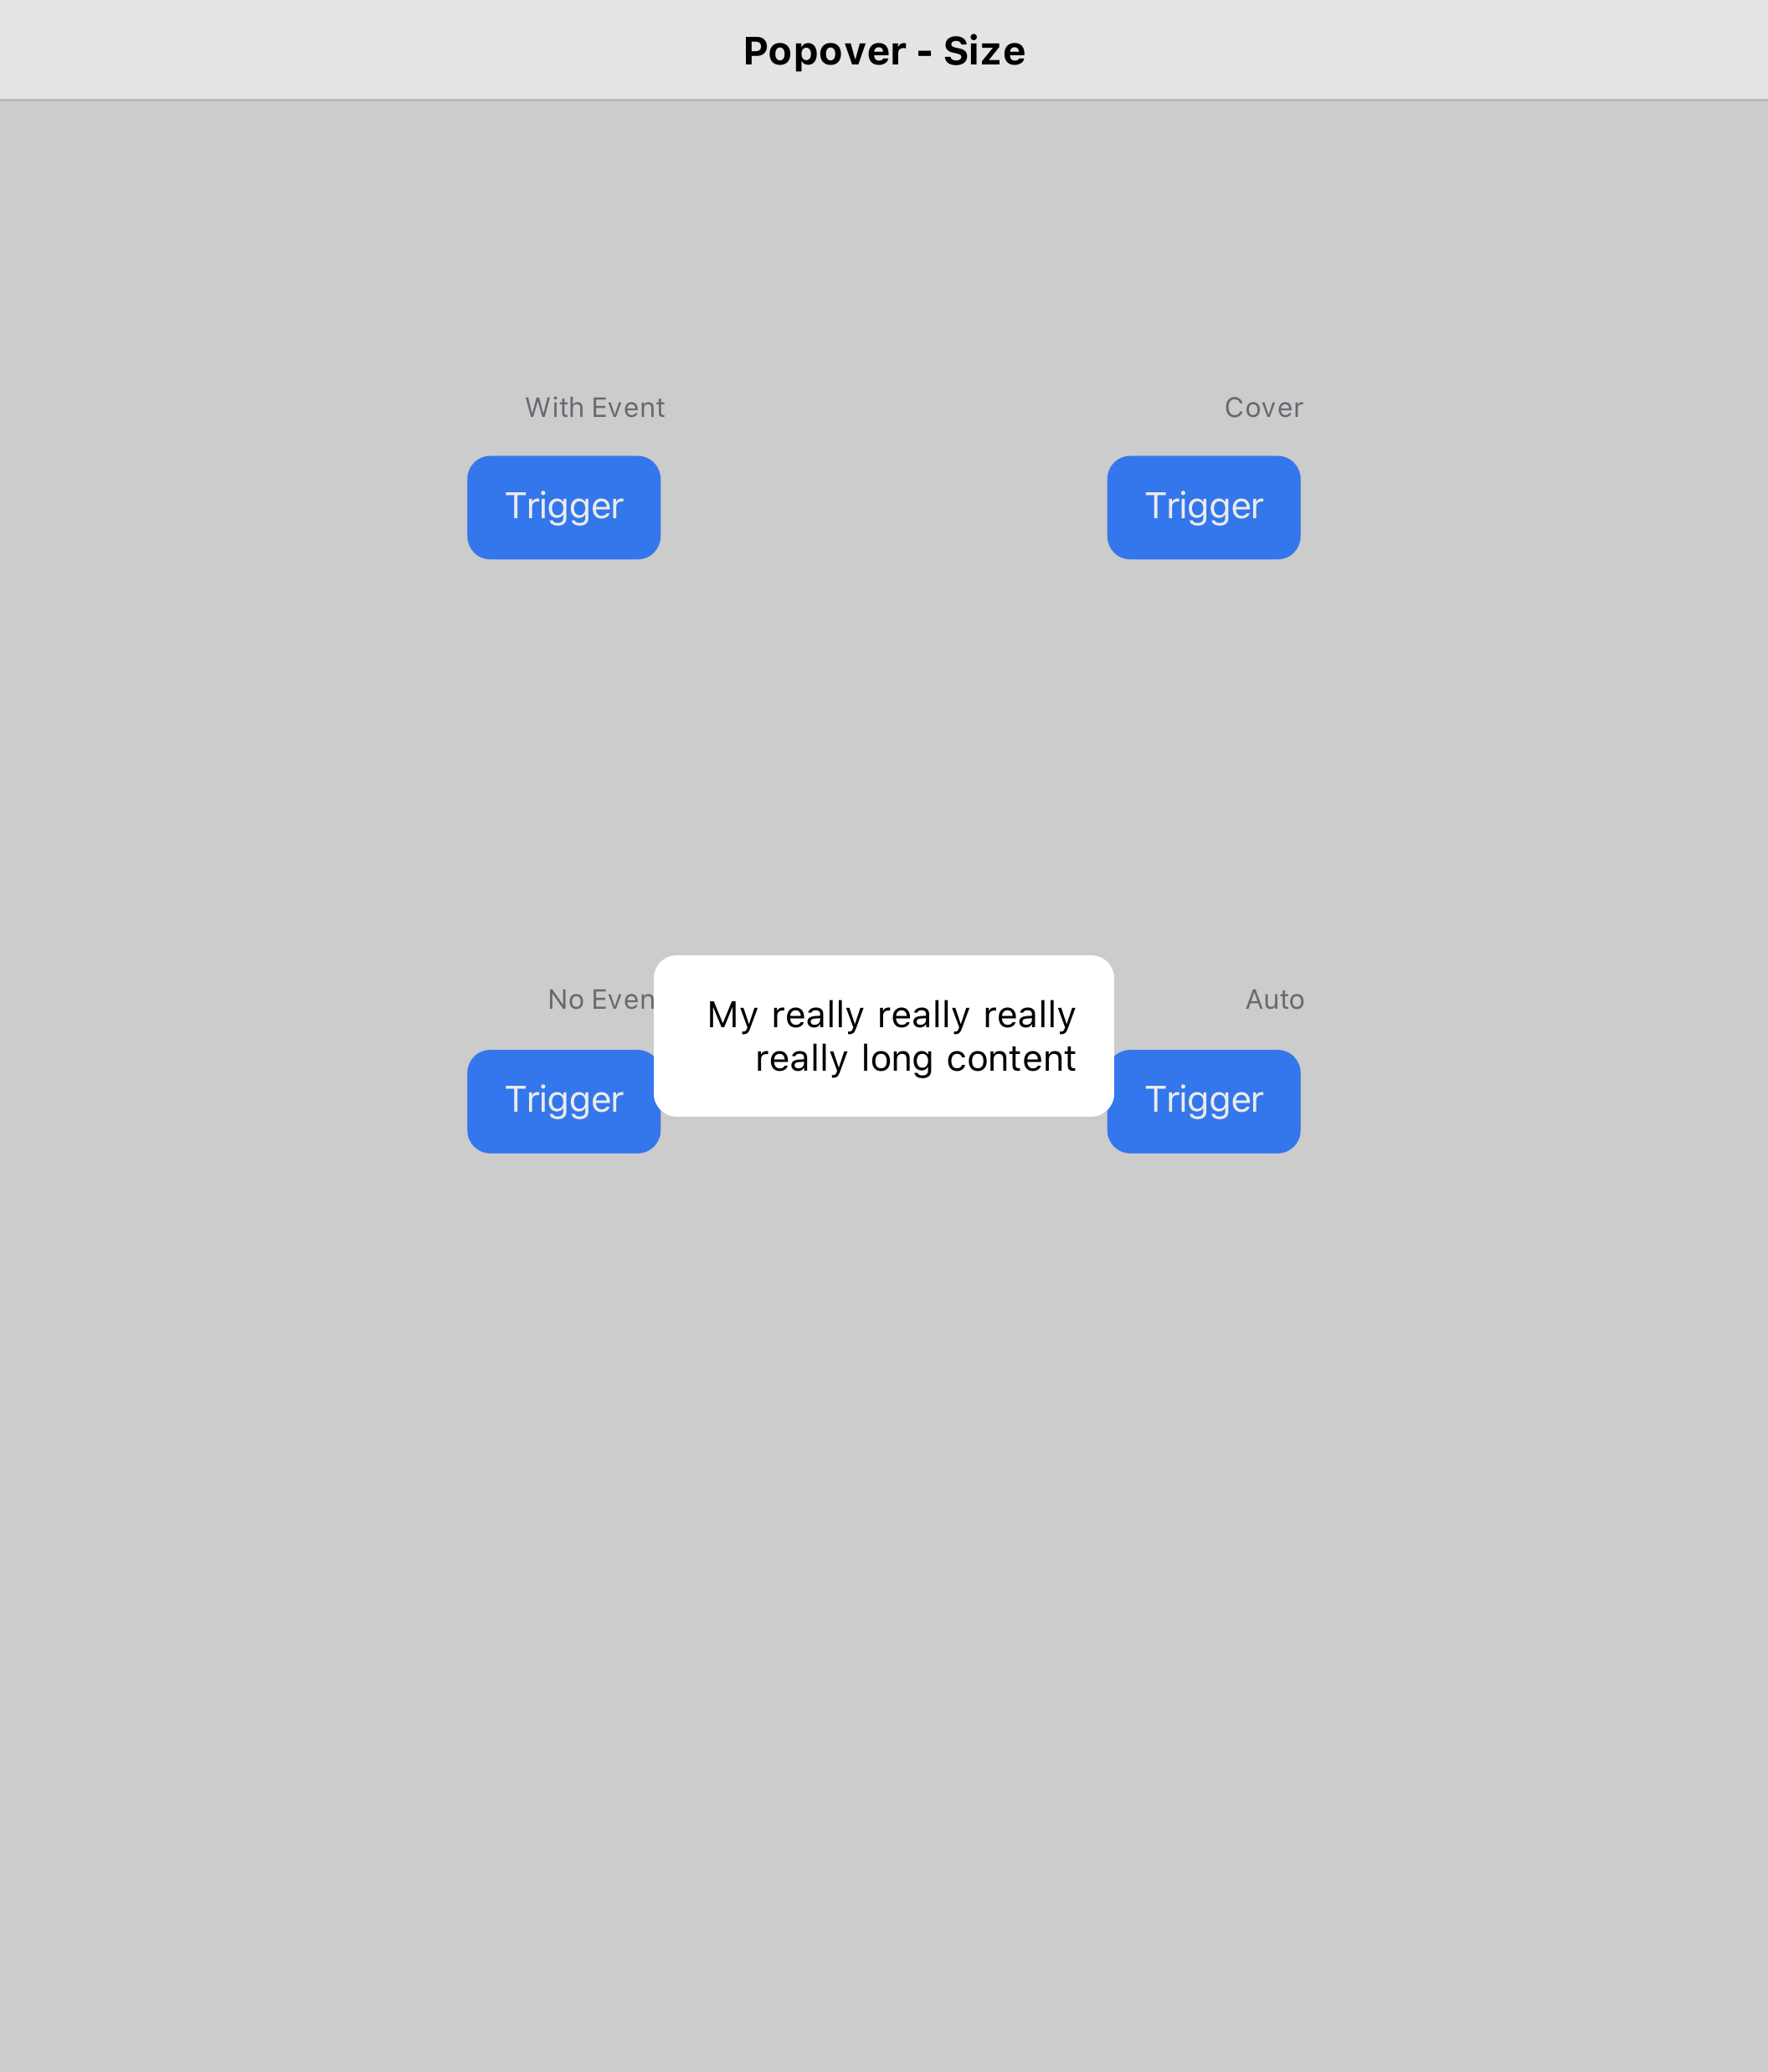 Popover - Size
With Event
Cover
Trigger
Trigger
No Even
Auto
My really really really
really long content
Trigger
Trigger